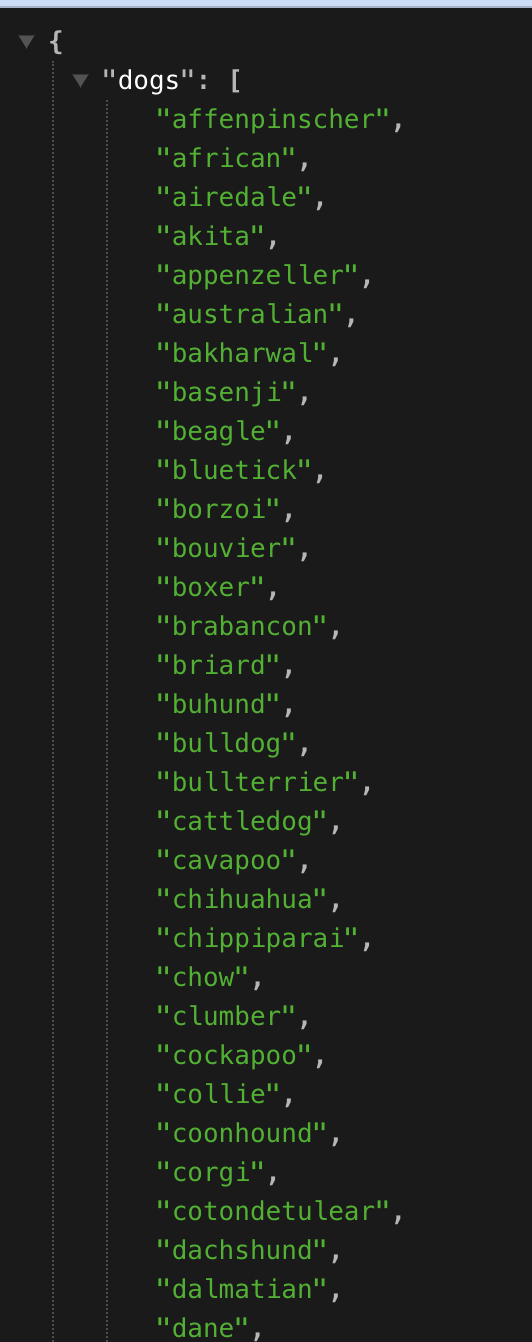 {
"dogs": [
"affenpinscher",
"african",
"airedale",
"akita",
"appenzeller",
"australian",
"bakharwal",
"basenji",
"beagle",
"bluetick",
"borzoi",
"bouvier",
"boxer",
"brabancon",
"briard",
"buhund",
"bulldog",
"bullterrier",
"cattledog",
"cavapoo",
"chihuahua",
"chippiparai",
"chow",
"clumber",
"cockapoo",
"collie",
"coonhound",
"corgi",
"cotondetulear",
"dachshund",
"dalmatian",
"dane",